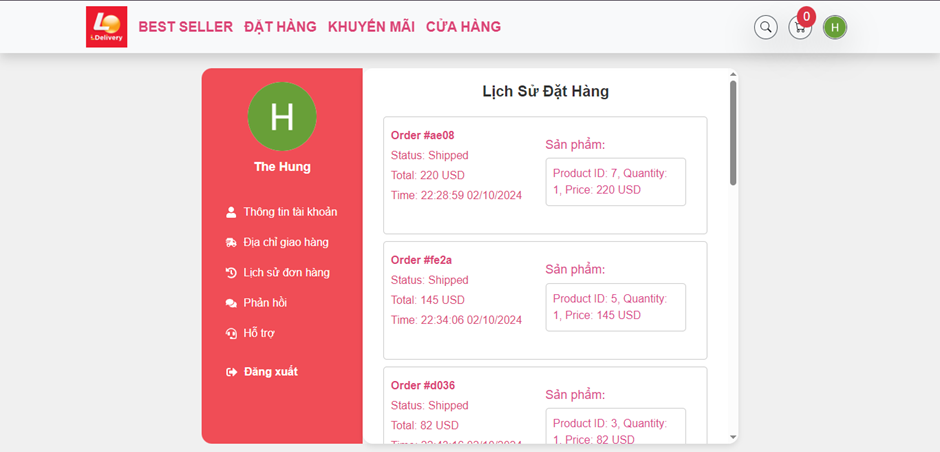 LO
i.Delivery
BEST SELLER ĐẶT HÀNG KHUYẾN MÃI CỬA HÀNG
0
H
H
The Hung
Thông tin tài khoản
Địa chỉ giao hàng
Lịch sử đơn hàng
Phản hồi
Hỗ trợ
Đăng xuất
Lịch Sử Đặt Hàng
Order #ae08
Status: Shipped
Total: 220 USD
Time: 22:28:59 02/10/2024
Sản phẩm:
Product ID: 7, Quantity:
1, Price: 220 USD
Order #fe2a
Status: Shipped
Total: 145 USD
Time: 22:34:06 02/10/2024
Sản phẩm:
Product ID: 5, Quantity:
1, Price: 145 USD
Order #d036
Status: Shipped
Total: 82 USD
Sản phẩm:
Product ID: 3, Quantity:
1, Price: 82 USD